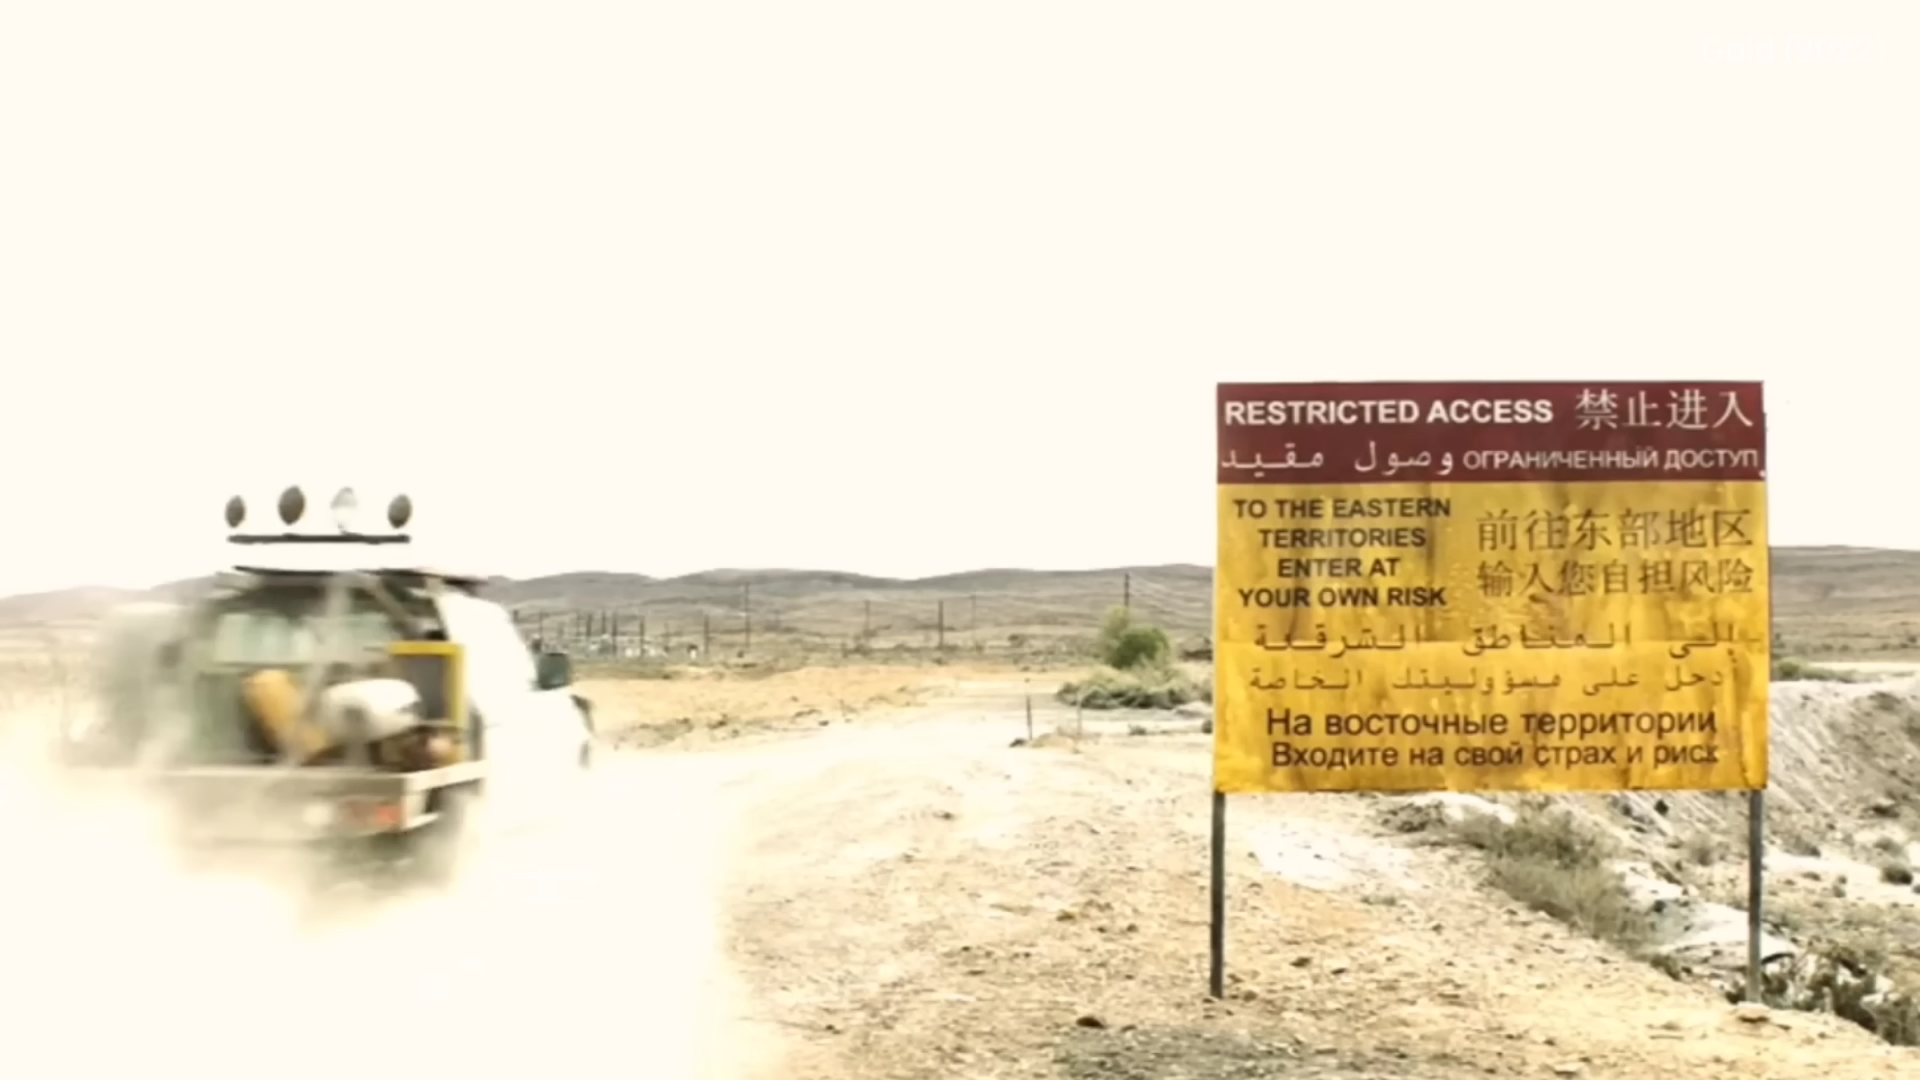 RESTRICTED ACCESS 禁止进入
وصول مقيد ОГРАНИЧЕННЫЙ ДОСТУП
TO THE EASTERN
TERRITORIES
ENTER AT
YOUR OWN RISK
前往东部地区
输入您自担风险
إلى المناطق الشرقية
أدخل على مسؤوليتك الخاصة
На восточные территории
Входите на свой страх и риск